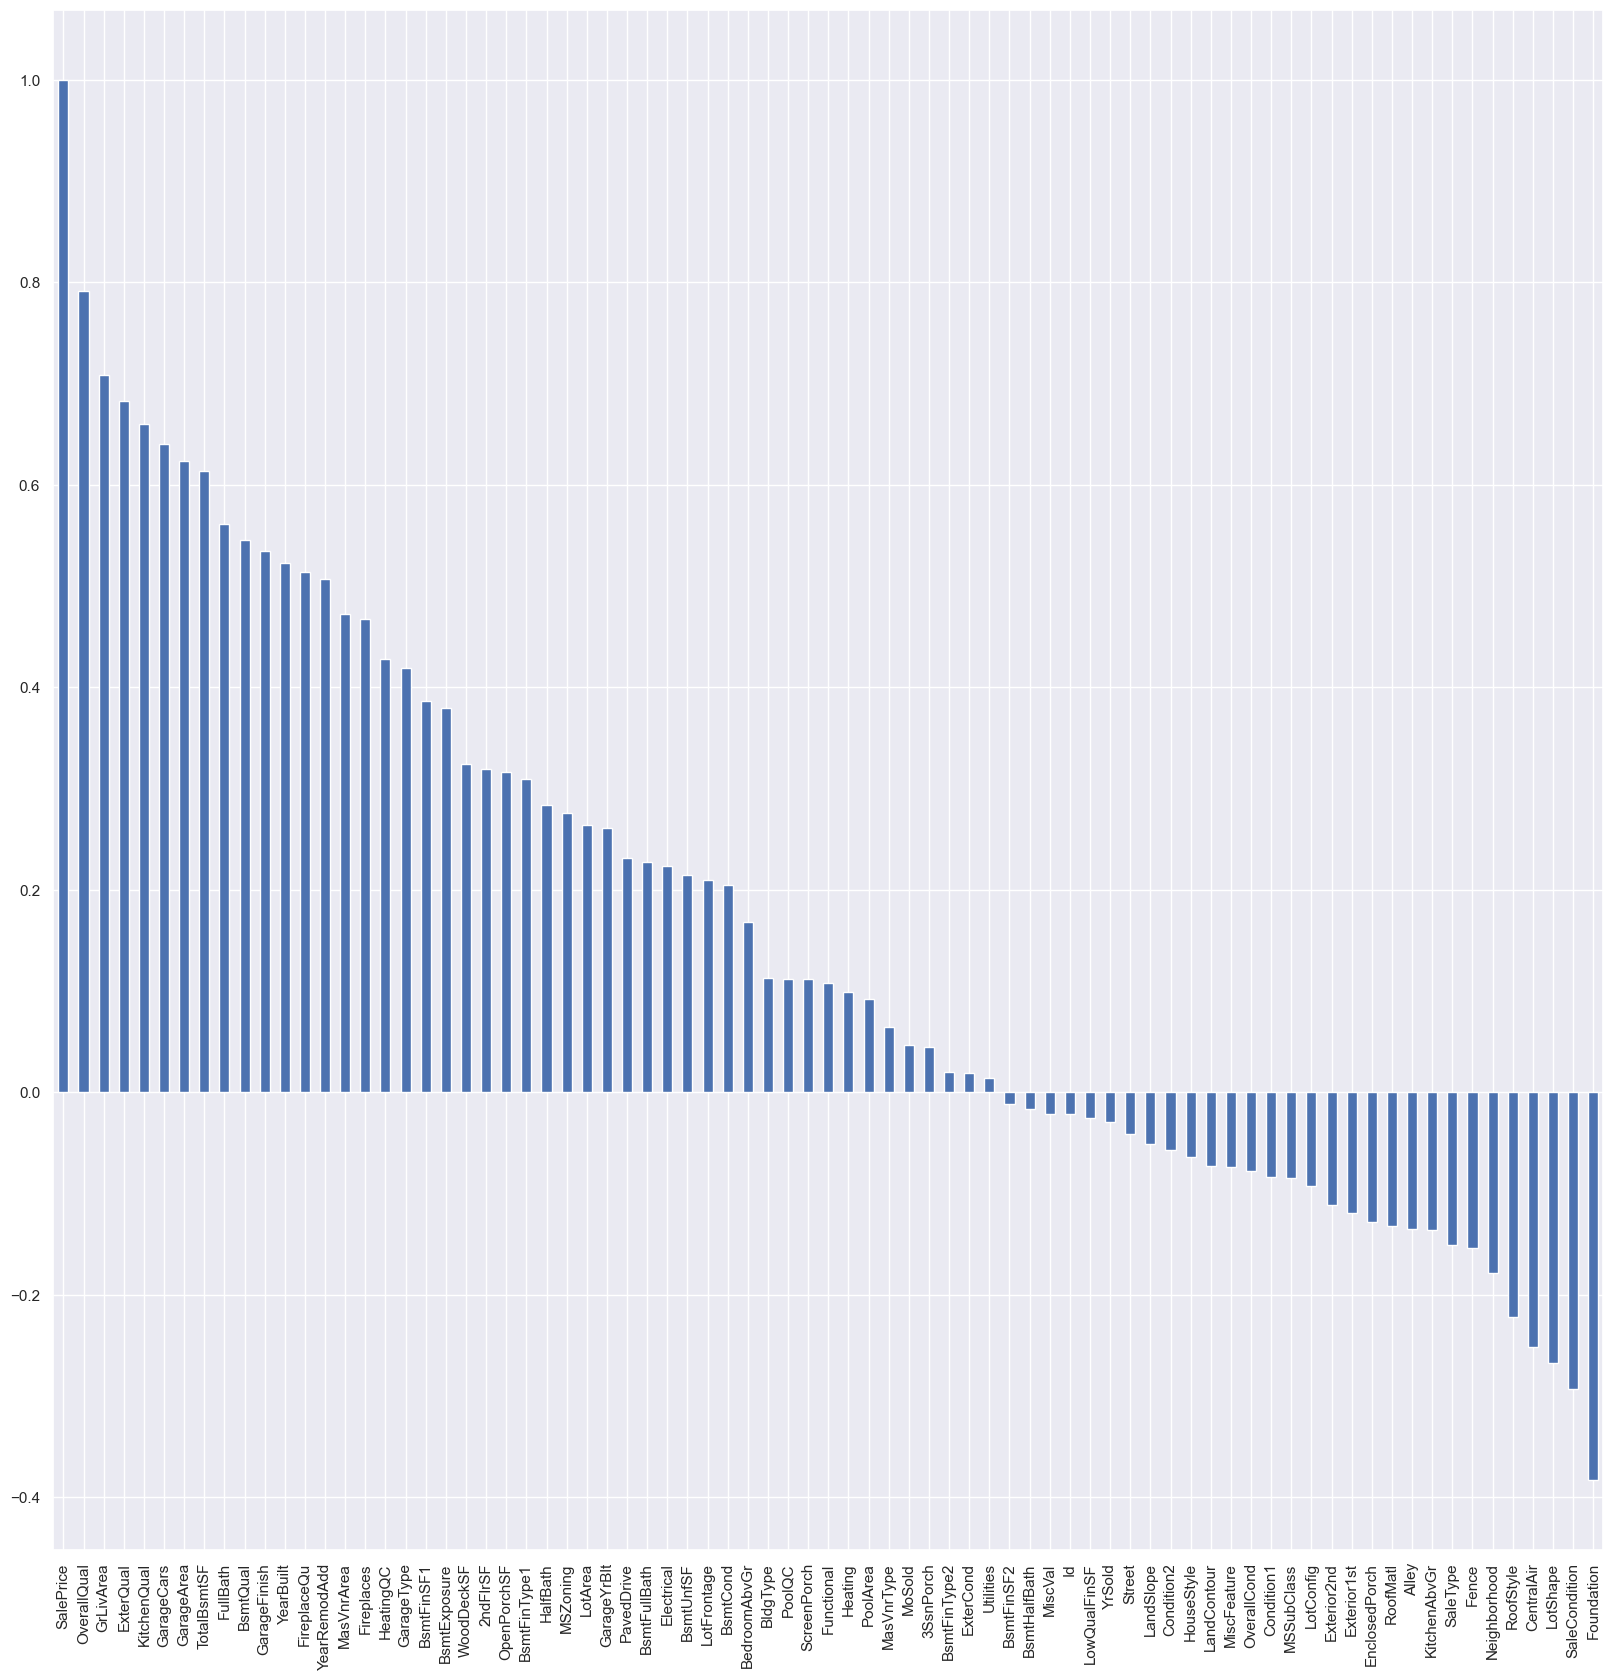 1.0
0.8
0.6
0.4
0.2
0.0
−0.2
−0.4
SalePrice
OverallQual
GrLivArea
ExterQual
KitchenQual
GarageCars
GarageArea
TotalBsmtSF
FullBath
BsmtQual
GarageFinish
YearBuilt
FireplaceQu
YearRemodAdd
MasVnrArea
Fireplaces
HeatingQC
GarageType
BsmtFinSF1
BsmtExposure
WoodDeckSF
2ndFlrSF
OpenPorchSF
BsmtFinType1
HalfBath
MSZoning
LotArea
GarageYrBlt
PavedDrive
BsmtFullBath
Electrical
BsmtUnfSF
LotFrontage
BsmtCond
BedroomAbvGr
BldgType
PoolQC
ScreenPorch
Functional
Heating
PoolArea
MasVnrType
MoSold
3SsnPorch
BsmtFinType2
ExterCond
Utilities
BsmtFinSF2
BsmtHalfBath
MiscVal
Id
LowQualFinSF
YrSold
Street
LandSlope
Condition2
HouseStyle
LandContour
MiscFeature
OverallCond
Condition1
MSSubClass
LotConfig
Exterior2nd
Exterior1st
EnclosedPorch
RoofMatl
Alley
KitchenAbvGr
SaleType
Fence
Neighborhood
RoofStyle
CentralAir
LotShape
SaleCondition
Foundation